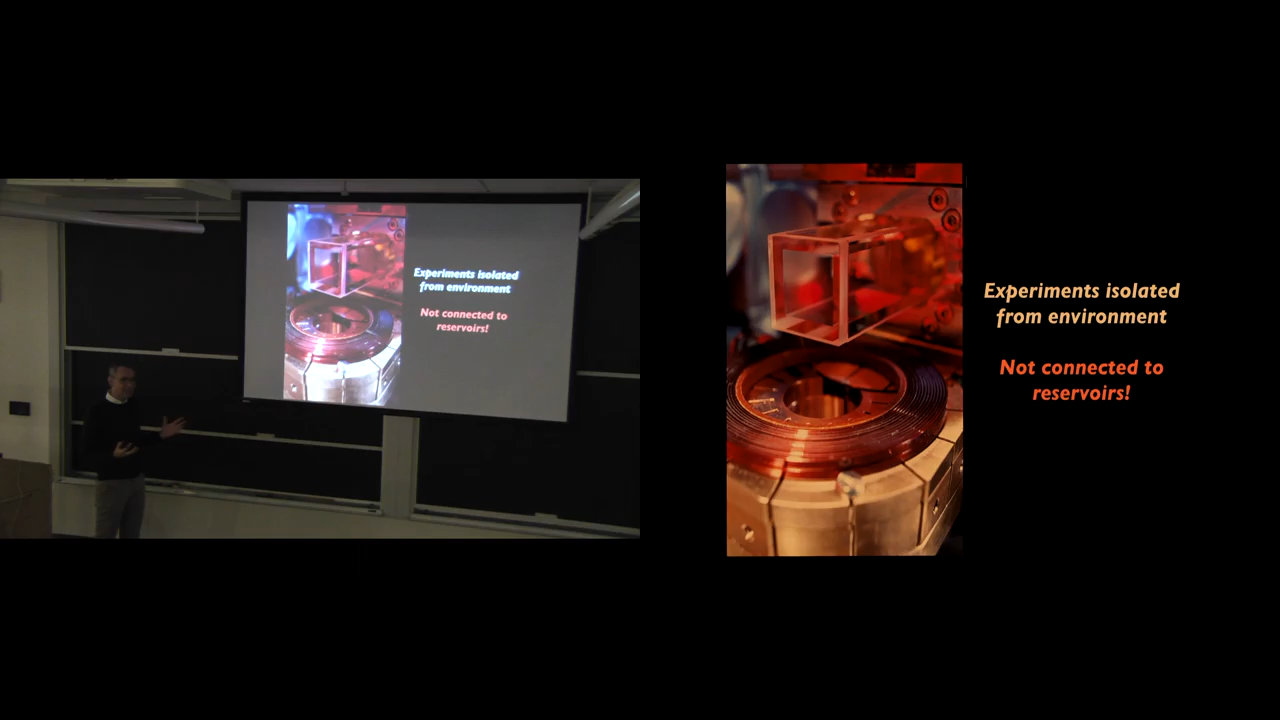 Experiments isolated
from environment
Not connected to
reservoirs!
Experiments isolated
from environment
Not connected to
reservoirs!